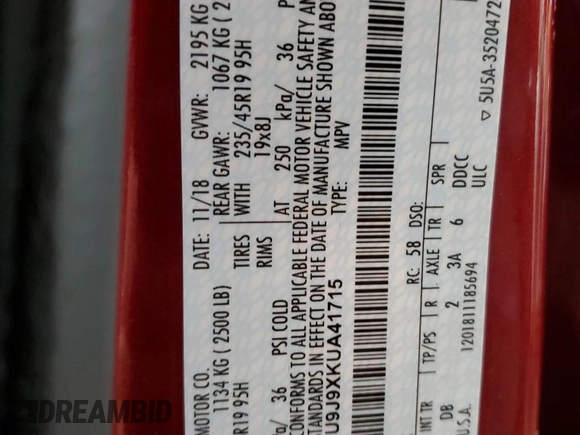 MOTOR CO.
DATE: 11/18 GVWR: 2195 KG
1134 KG ( 2500 LB) REAR GAWR: 1067 KG ( 2
R19 95H TIRES WITH 235/45R19 95H
RIMS 19x8J
kPa/ 36 PSI COLD AT 250 kPa/ 36 P
CONFORMS TO ALL APPLICABLE FEDERAL MOTOR VEHICLE SAFETY AN
STANDARDS IN EFFECT ON THE DATE OF MANUFACTURE SHOWN ABO
U9J9XKUA41715 TYPE: MPV
RC: 58 DSO:
INT TR TP/PS R AXLE TR SPR
DB 2 3A 6 DDCC
ULC
U.S.A. 1201811185694 ▽ 5U5A-3520472
DREAMBID